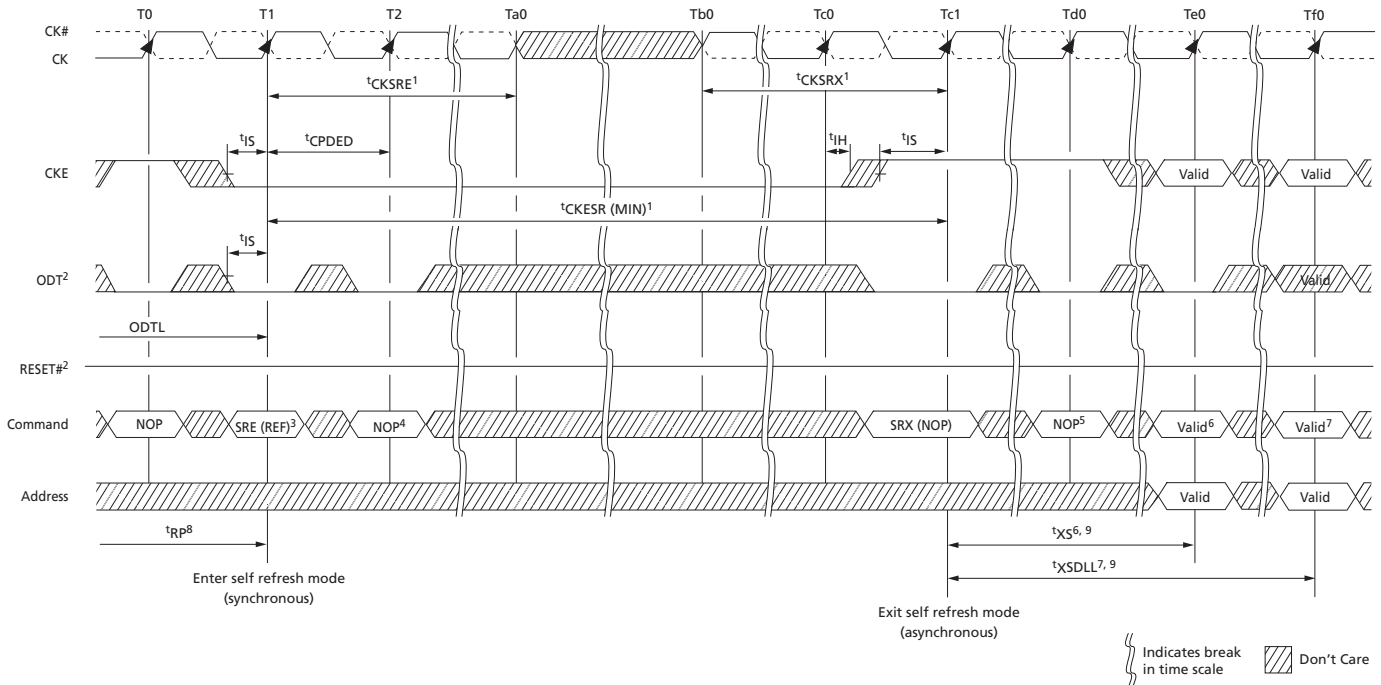 T0 T1 T2 Ta0 Tb0 Tc0 Tc1 Td0 Te0 Tf0
CK#
CK
tCKSRE1 tCKSRX1
tIS tCPDED tIH tIS
CKE Valid Valid
tCKESR (MIN)1
tIS
ODT2 Valid
ODTL
RESET#2
Command NOP SRE (REF)3 NOP4 SRX (NOP) NOP5 Valid6 Valid7
Address Valid Valid
tRP8 tXS6, 9
Enter self refresh mode
(synchronous)
tXSDLL7, 9
Exit self refresh mode
(asynchronous)
Indicates break
in time scale
Don't Care